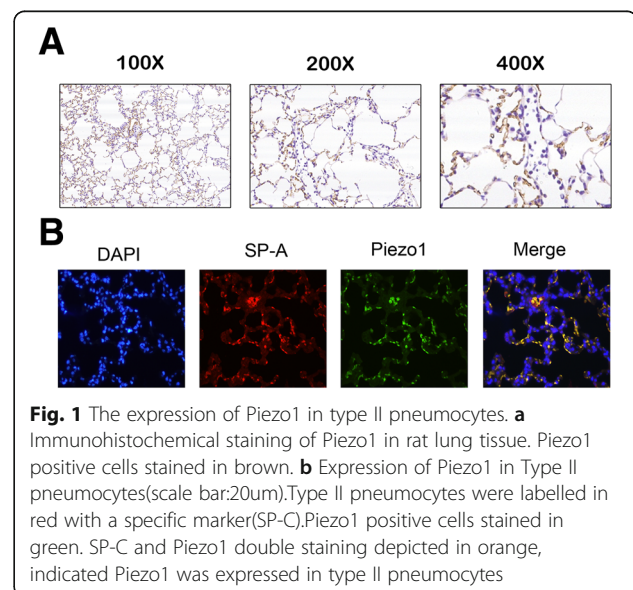 A
100X 200X 400X
B
DAPI SP-A Piezo1 Merge
Fig. 1 The expression of Piezo1 in type II pneumocytes. a
Immunohistochemical staining of Piezo1 in rat lung tissue. Piezo1
positive cells stained in brown. b Expression of Piezo1 in Type II
pneumocytes(scale bar:20um).Type II pneumocytes were labelled in
red with a specific marker(SP-C).Piezo1 positive cells stained in
green. SP-C and Piezo1 double staining depicted in orange,
indicated Piezo1 was expressed in type II pneumocytes